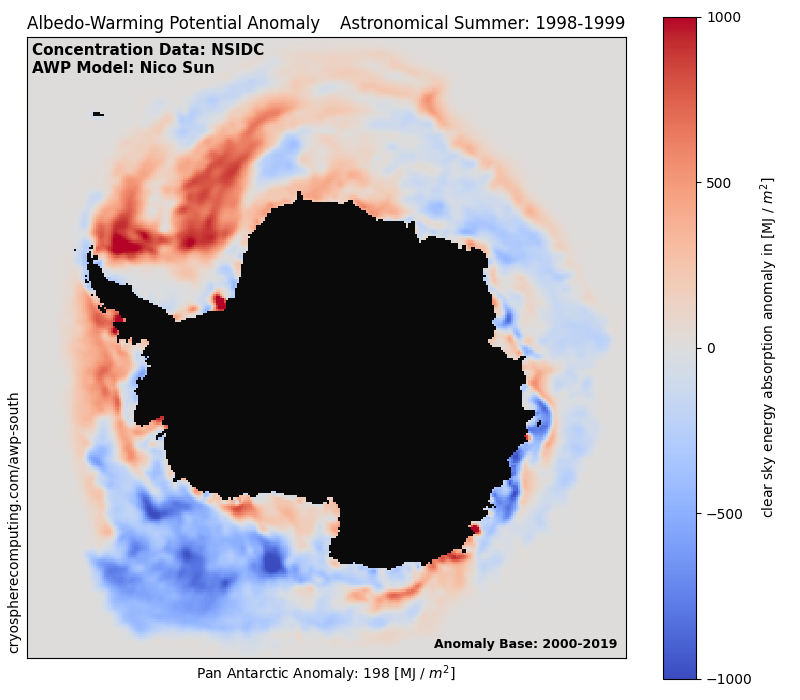 Albedo-Warming Potential Anomaly    Astronomical Summer: 1998-1999
Concentration Data: NSIDC
AWP Model: Nico Sun
cryospherecomputing.com/awp-south
Anomaly Base: 2000-2019
Pan Antarctic Anomaly: 198 [MJ / m²]
1000
500
0
−500
−1000
clear sky energy absorption anomaly in [MJ / m²]